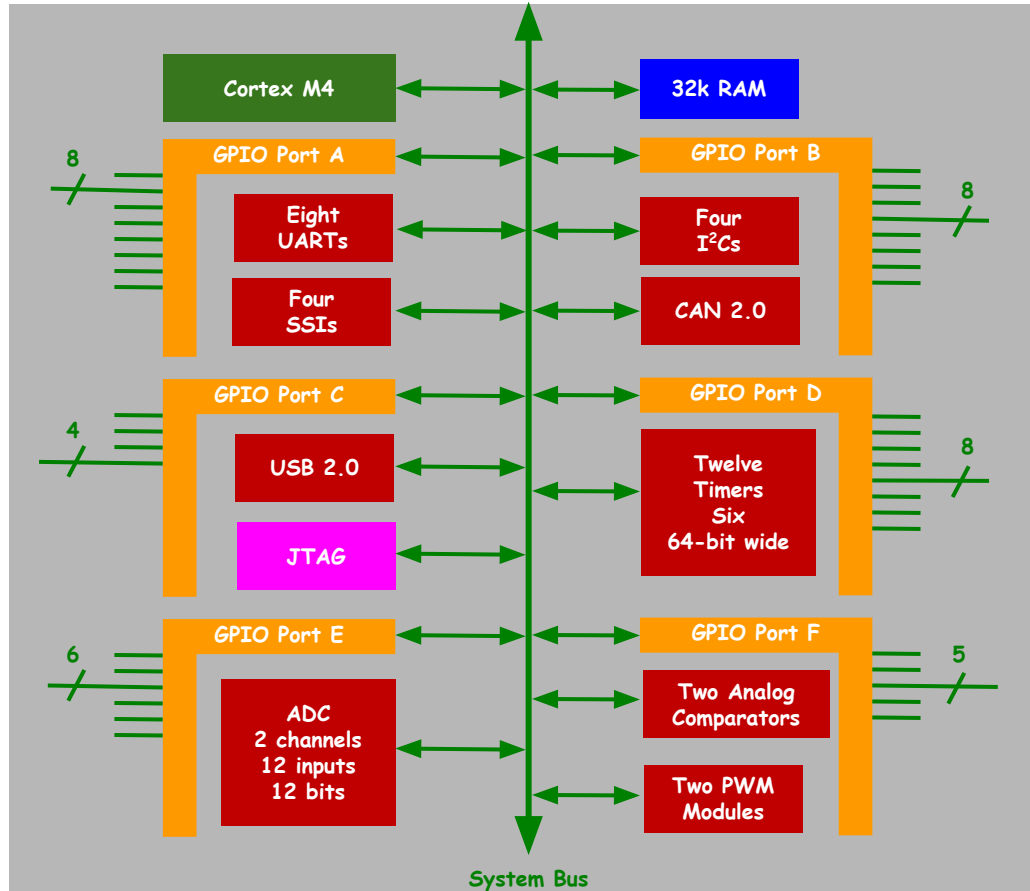 Cortex M4
32k RAM
GPIO Port A
GPIO Port B
8
8
Eight
UARTs
Four
I²Cs
Four
SSIs
CAN 2.0
GPIO Port C
GPIO Port D
4
8
USB 2.0
Twelve
Timers
Six
64-bit wide
JTAG
GPIO Port E
GPIO Port F
6
5
ADC
2 channels
12 inputs
12 bits
Two Analog
Comparators
Two PWM
Modules
System Bus